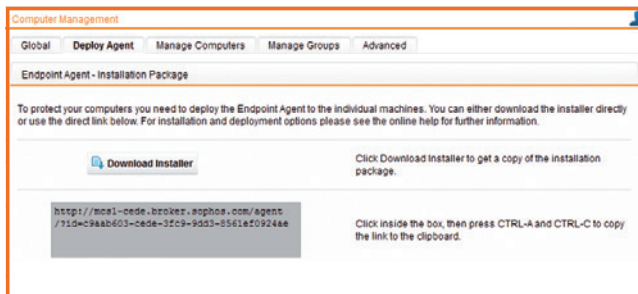 Computer Management
Global Deploy Agent Manage Computers Manage Groups Advanced
Endpoint Agent - Installation Package
To protect your computers you need to deploy the Endpoint Agent to the individual machines. You can either download the installer directly
or use the direct link below. For installation and deployment options please see the online help for further information.
Download Installer
Click Download Installer to get a copy of the installation
package.
http://mcs1-cede.broker.sophos.com/agent
/?id=c9aab603-cede-3fc9-9dd3-8561ef0924ae
Click inside the box, then press CTRL-A and CTRL-C to copy
the link to the clipboard.